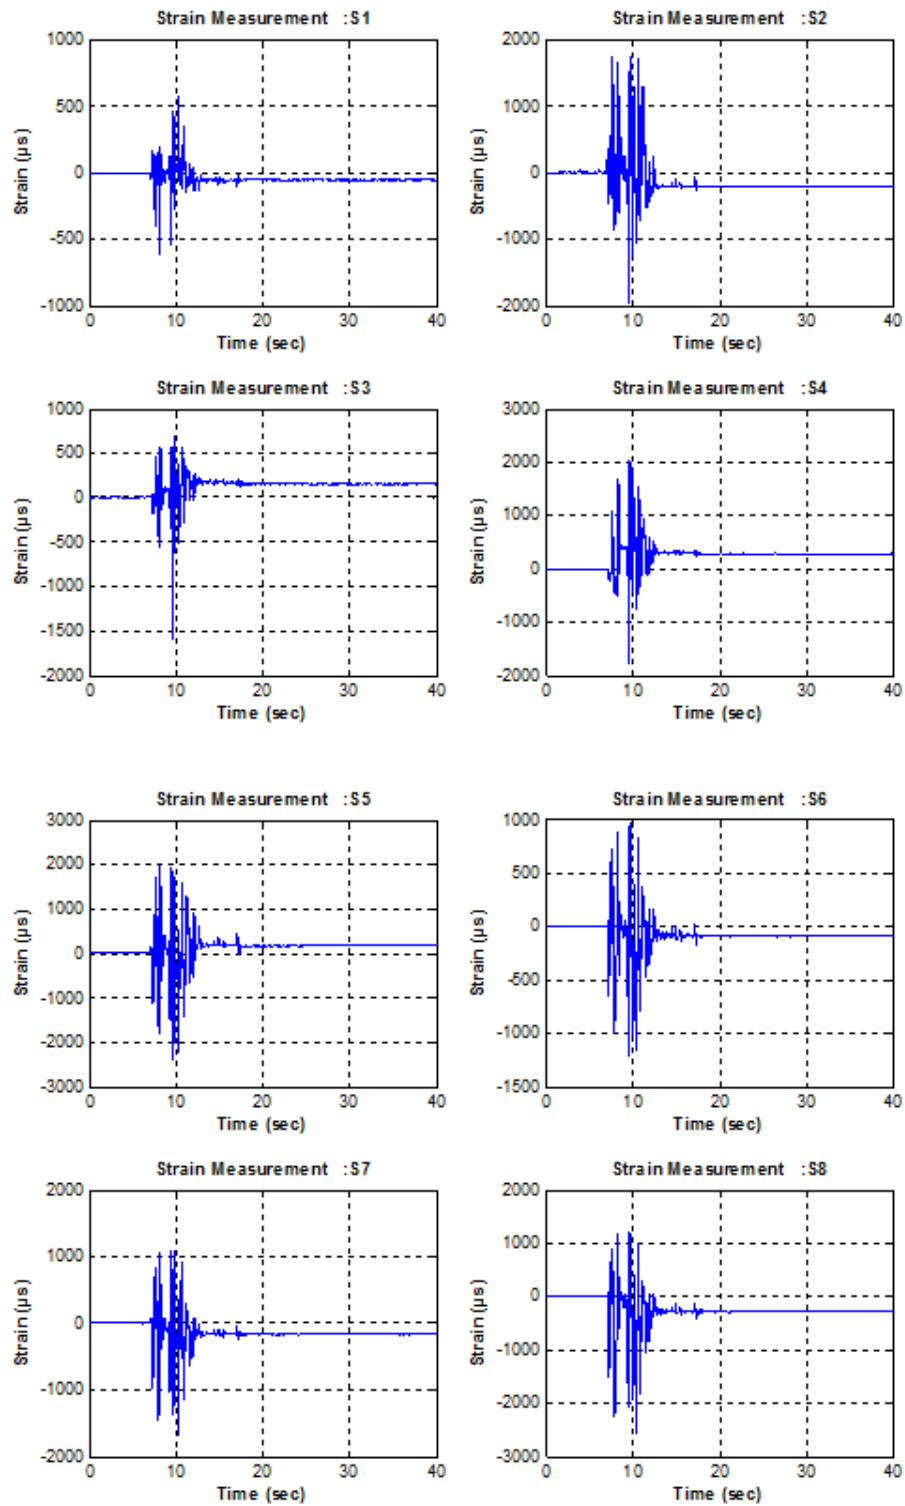 Strain Measurement :S1
1000
500
0
-500
-1000
Strain (µs)
0 10 20 30 40
Time (sec)
Strain Measurement :S2
2000
1000
0
-1000
-2000
Strain (µs)
0 10 20 30 40
Time (sec)
Strain Measurement :S3
1000
500
0
-500
-1000
-1500
-2000
Strain (µs)
0 10 20 30 40
Time (sec)
Strain Measurement :S4
3000
2000
1000
0
-1000
-2000
Strain (µs)
0 10 20 30 40
Time (sec)
Strain Measurement :S5
3000
2000
1000
0
-1000
-2000
-3000
Strain (µs)
0 10 20 30 40
Time (sec)
Strain Measurement :S6
1000
500
0
-500
-1000
-1500
Strain (µs)
0 10 20 30 40
Time (sec)
Strain Measurement :S7
2000
1000
0
-1000
-2000
Strain (µs)
0 10 20 30 40
Time (sec)
Strain Measurement :S8
2000
1000
0
-1000
-2000
-3000
Strain (µs)
0 10 20 30 40
Time (sec)